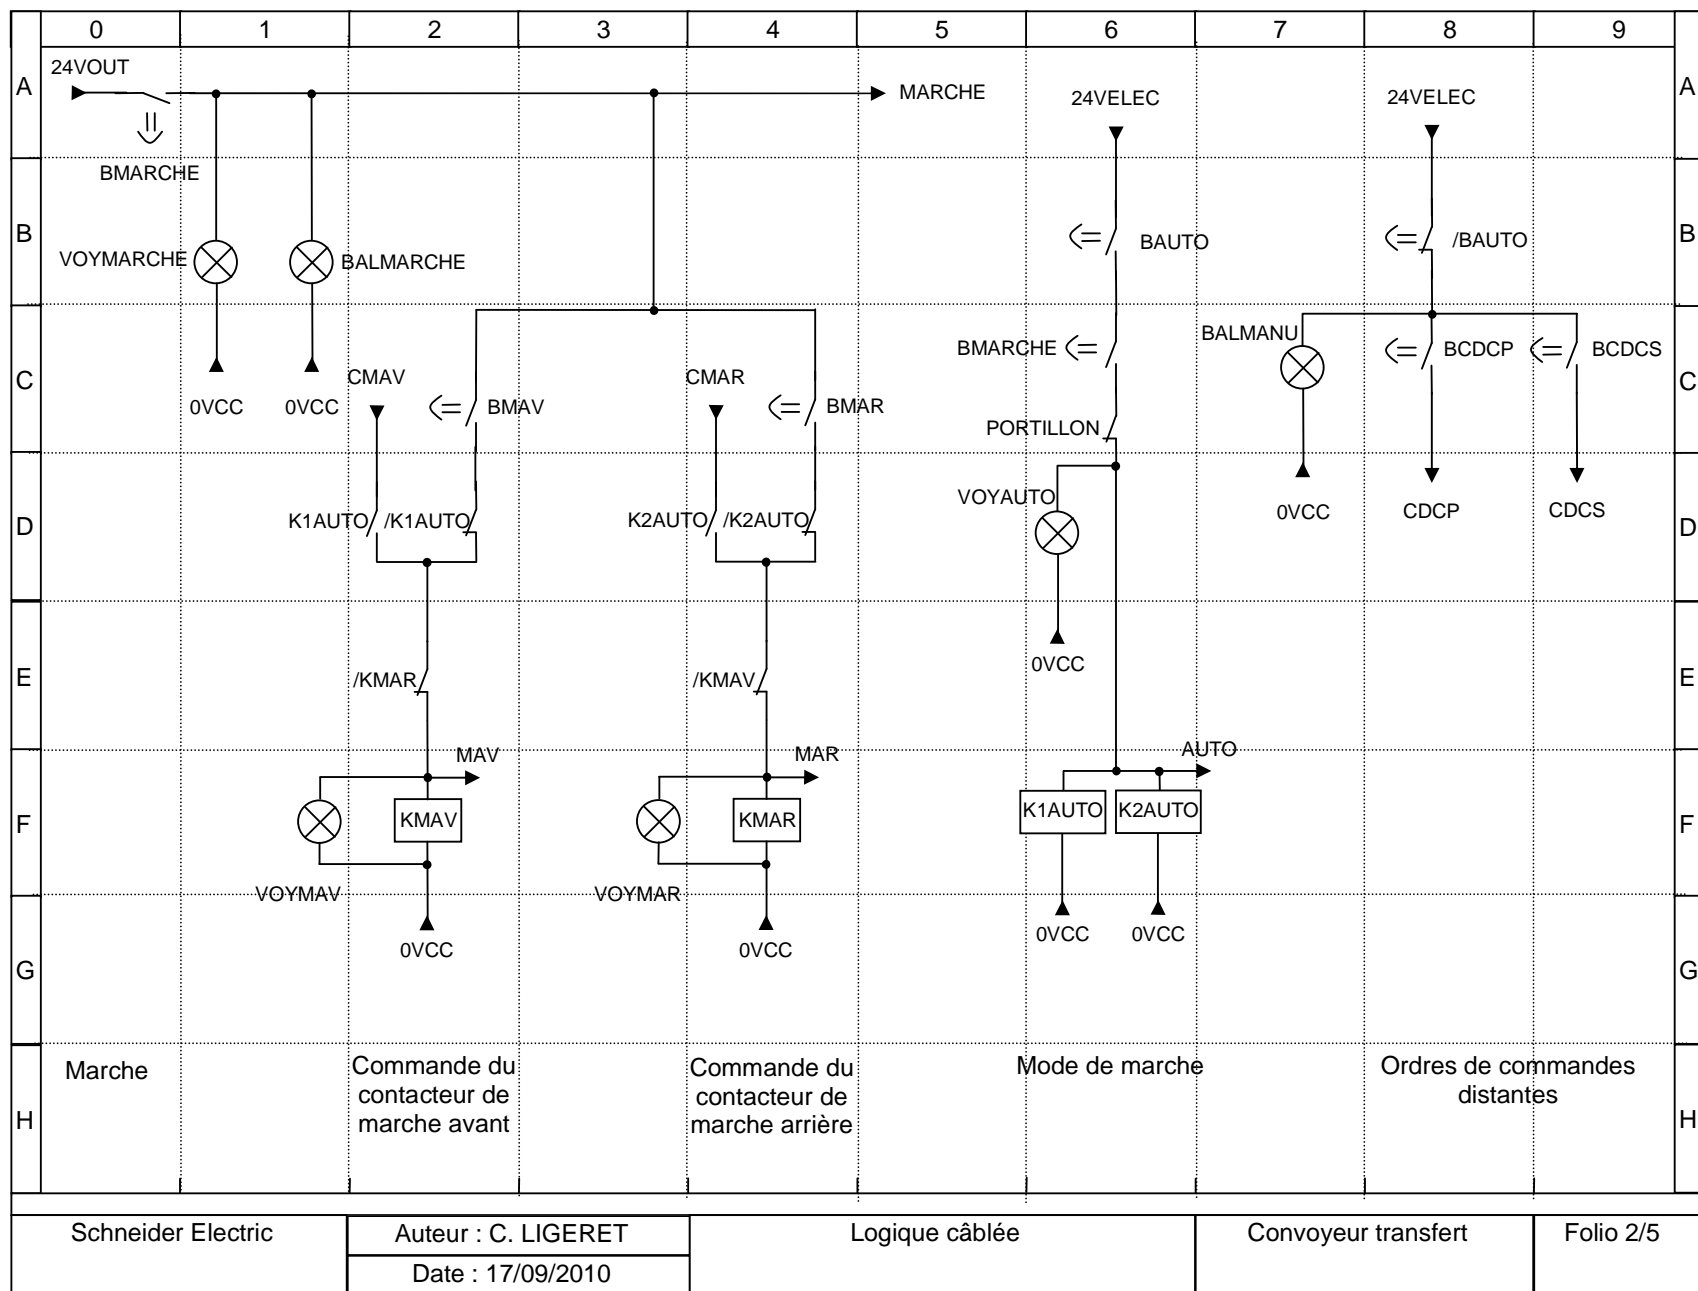 0 1 2 3 4 5 6 7 8 9
A 24VOUT MARCHE 24VELEC 24VELEC A
BMARCHE
B VOYMARCHE BALMARCHE BAUTO /BAUTO B
C 0VCC 0VCC CMAV BMAV CMAR BMAR BMARCHE BALMANU BCDCP BCDCS C
PORTILLON
D K1AUTO /K1AUTO K2AUTO /K2AUTO VOYAUTO 0VCC CDCP CDCS D
E /KMAR /KMAV 0VCC E
MAV MAR AUTO
F KMAV KMAR K1AUTO K2AUTO F
VOYMAV VOYMAR
0VCC 0VCC 0VCC 0VCC
G G
H Marche H
Commande du
contacteur de
marche avant
Commande du
contacteur de
marche arrière
Mode de marche
Ordres de commandes
distantes
Schneider Electric
Auteur : C. LIGERET
Date : 17/09/2010
Logique câblée
Convoyeur transfert
Folio 2/5